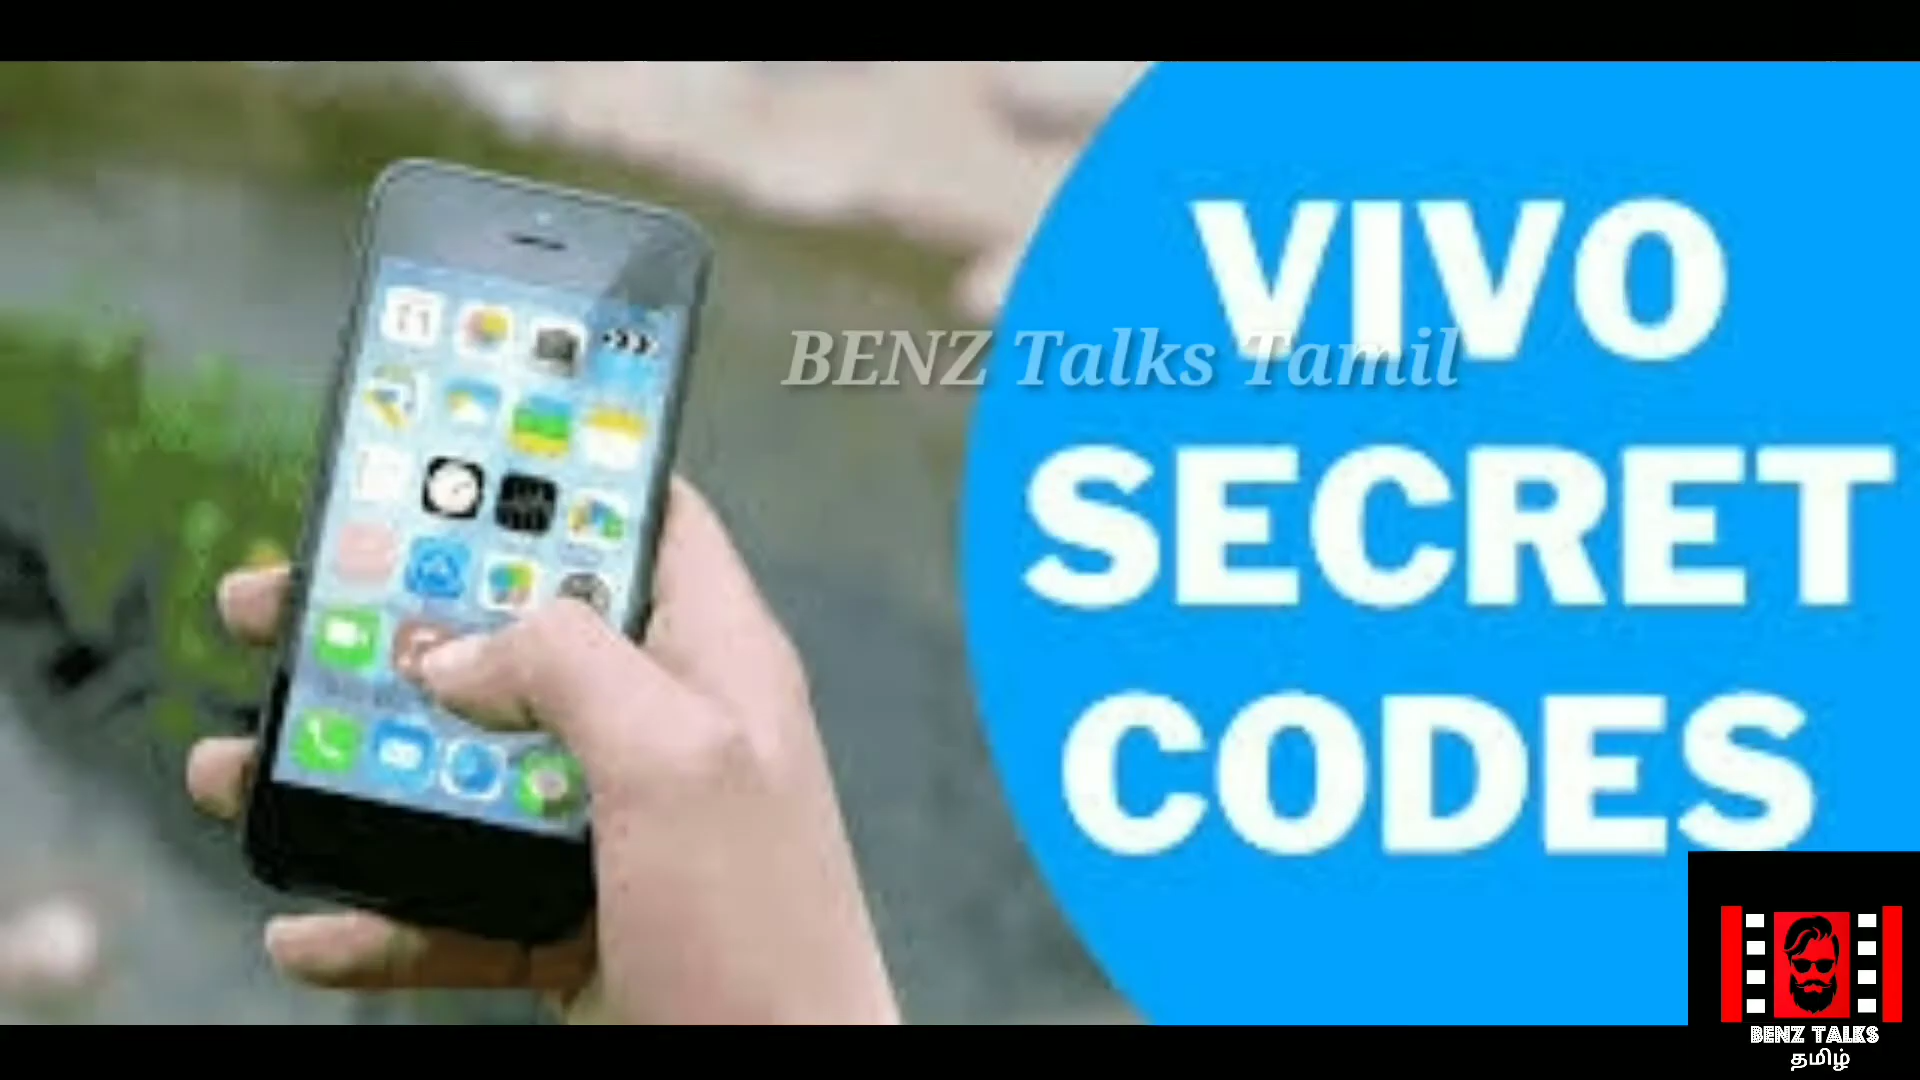 VIVO
BENZ Talks Tamil
SECRET
CODES
BENZ TALKS
தமிழ்